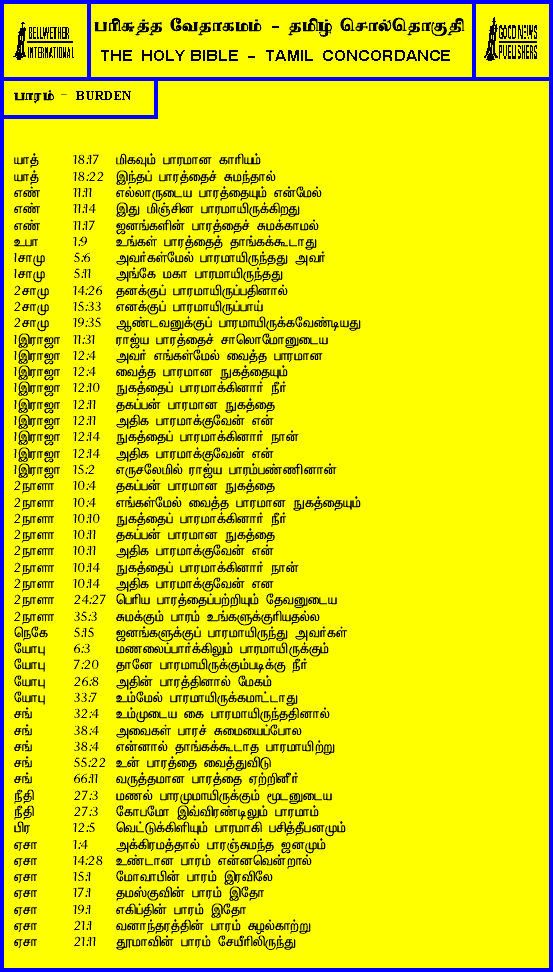 BELLWETHER
INTERNATIONAL
பரிசுத்த வேதாகமம் - தமிழ் சொல்தொகுதி
THE HOLY BIBLE - TAMIL CONCORDANCE
GOOD NEWS
PUBLISHERS
பாரம் - BURDEN
யாத் 18:17 மிகவும் பாரமான காரியம்
யாத் 18:22 இந்தப் பாரத்தைச் சுமந்தால்
எண் 11:11 எல்லாருடைய பாரத்தையும் என்மேல்
எண் 11:14 இது மிஞ்சின பாரமாயிருக்கிறது
எண் 11:17 ஜனங்களின் பாரத்தைச் சுமக்காமல்
உபா 1:9 உங்கள் பாரத்தைத் தாங்கக்கூடாது
1சாமு 5:6 அவர்கள்மேல் பாரமாயிருந்தது அவர்
1சாமு 5:11 அங்கே மகா பாரமாயிருந்தது
2சாமு 14:26 தனக்குப் பாரமாயிருப்பதினால்
2சாமு 15:33 எனக்குப் பாரமாயிருப்பாய்
2சாமு 19:35 ஆண்டவனுக்குப் பாரமாயிருக்கவேண்டியது
1இராஜா 11:31 ராஜ்ய பாரத்தைச் சாலொமோனுடைய
1இராஜா 12:4 அவர் எங்கள்மேல் வைத்த பாரமான
1இராஜா 12:4 வைத்த பாரமான நுகத்தையும்
1இராஜா 12:10 நுகத்தைப் பாரமாக்கினார் நீர்
1இராஜா 12:11 தகப்பன் பாரமான நுகத்தை
1இராஜா 12:11 அதிக பாரமாக்குவேன் என்
1இராஜா 12:14 நுகத்தைப் பாரமாக்கினார் நான்
1இராஜா 12:14 அதிக பாரமாக்குவேன் என்
1இராஜா 15:2 எருசலேமில் ராஜ்ய பாரம்பண்ணினான்
2நாளா 10:4 தகப்பன் பாரமான நுகத்தை
2நாளா 10:4 எங்கள்மேல் வைத்த பாரமான நுகத்தையும்
2நாளா 10:10 நுகத்தைப் பாரமாக்கினார் நீர்
2நாளா 10:11 தகப்பன் பாரமான நுகத்தை
2நாளா 10:11 அதிக பாரமாக்குவேன் என்
2நாளா 10:14 நுகத்தைப் பாரமாக்கினார் நான்
2நாளா 10:14 அதிக பாரமாக்குவேன் என
2நாளா 24:27 பெரிய பாரத்தைப்பற்றியும் தேவனுடைய
2நாளா 35:3 சுமக்கும் பாரம் உங்களுக்குரியதல்ல
நெகே 5:15 ஜனங்களுக்குப் பாரமாயிருந்து அவர்கள்
யோபு 6:3 மணலைப்பார்க்கிலும் பாரமாயிருக்கும்
யோபு 7:20 தானே பாரமாயிருக்கும்படிக்கு நீர்
யோபு 26:8 அதின் பாரத்தினால் மேகம்
யோபு 33:7 உம்மேல் பாரமாயிருக்கமாட்டாது
சங் 32:4 உம்முடைய கை பாரமாயிருந்ததினால்
சங் 38:4 அவைகள் பாரச் சுமையைப்போல
சங் 38:4 என்னால் தாங்கக்கூடாத பாரமாயிற்று
சங் 55:22 உன் பாரத்தை வைத்துவிடு
சங் 66:11 வருத்தமான பாரத்தை ஏற்றினீர்
நீதி 27:3 மணல் பாரமுமாயிருக்கும் மூடனுடைய
நீதி 27:3 கோபமோ இவ்விரண்டிலும் பாரமாம்
பிர 12:5 வெட்டுக்கிளியும் பாரமாகி பசித்தீபனமும்
ஏசா 1:4 அக்கிரமத்தால் பாரஞ்சுமந்த ஜனமும்
ஏசா 14:28 உண்டான பாரம் என்னவென்றால்
ஏசா 15:1 மோவாபின் பாரம் இரவிலே
ஏசா 17:1 தமஸ்குவின் பாரம் இதோ
ஏசா 19:1 எகிப்தின் பாரம் இதோ
ஏசா 21:1 வனாந்தரத்தின் பாரம் சுழல்காற்று
ஏசா 21:11 தூமாவின் பாரம் சேயீரிலிருந்து